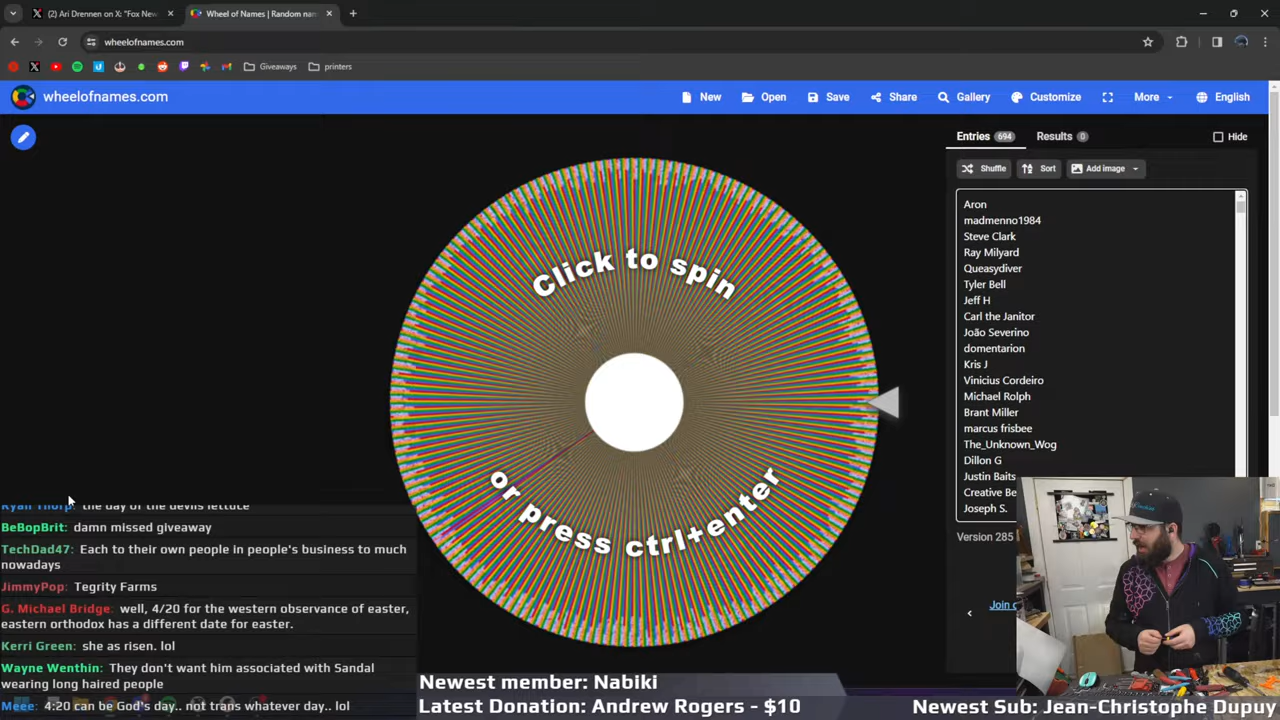 (2) Ari Drennen on X: "Fox New
Wheel of Names | Random nam
wheelofnames.com
Giveaways
printers
wheelofnames.com
New
Open
Save
Share
Gallery
Customize
More
English
Entries 694
Results 0
Hide
Shuffle
Sort
Add image
Aron
madmenno1984
Steve Clark
Ray Milyard
Queasydiver
Tyler Bell
Jeff H
Carl the Janitor
João Severino
domentarion
Kris J
Vinicius Cordeiro
Michael Rolph
Brant Miller
marcus frisbee
The_Unknown_Wog
Dillon G
Justin Baits
Creative Be
Joseph S.
Version 285
Join
Click to spin
or press ctrl+enter
Ryan Thorp: the day of the devils lettuce
BeBopBrit: damn missed giveaway
TechDad47: Each to their own people in people's business to much
nowadays
JimmyPop: Tegrity Farms
G. Michael Bridge: well, 4/20 for the western observance of easter,
eastern orthodox has a different date for easter.
Kerri Green: she as risen. lol
Wayne Wenthin: They don't want him associated with Sandal
wearing long haired people
Meee: 4:20 can be God's day.. not trans whatever day.. lol
Newest member: Nabiki
Latest Donation: Andrew Rogers - $10
Newest Sub: Jean-Christophe Dupuy